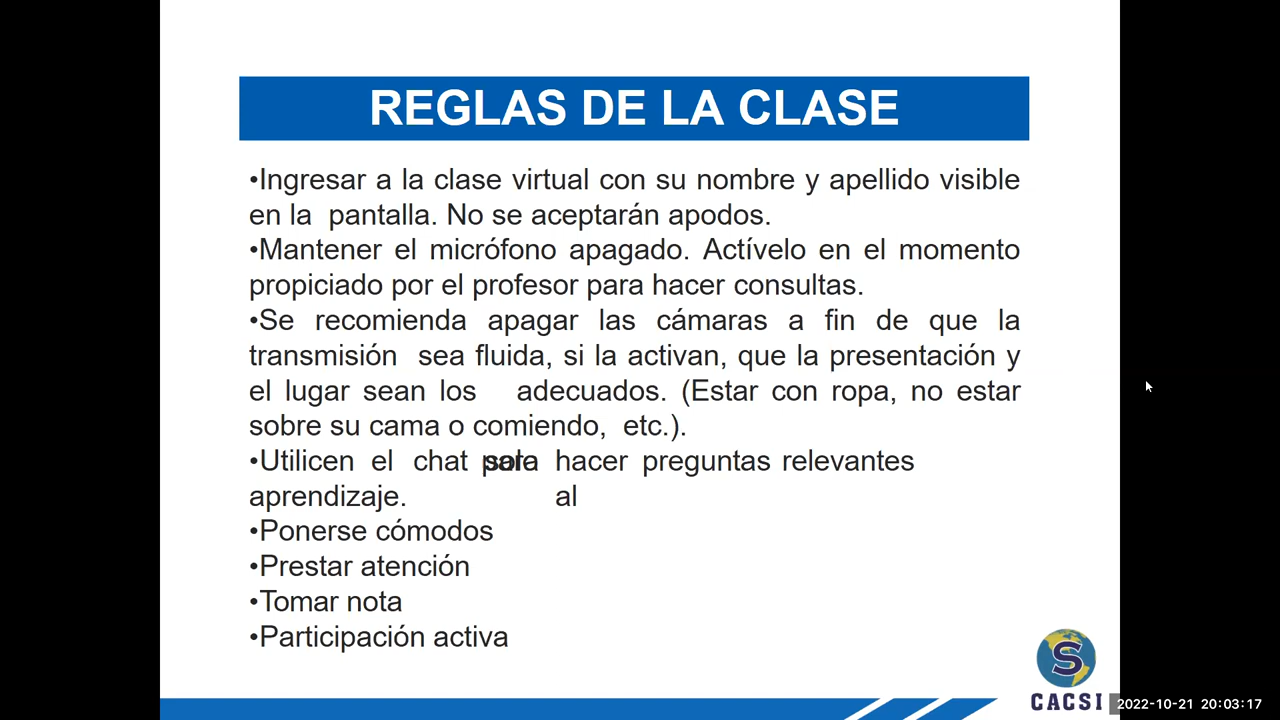 REGLAS DE LA CLASE
•Ingresar a la clase virtual con su nombre y apellido visible
en la pantalla. No se aceptarán apodos.
•Mantener el micrófono apagado. Actívelo en el momento
propiciado por el profesor para hacer consultas.
•Se recomienda apagar las cámaras a fin de que la
transmisión sea fluida, si la activan, que la presentación y
el lugar sean los adecuados. (Estar con ropa, no estar
sobre su cama o comiendo, etc.).
•Utilicen el chat solo para hacer preguntas relevantes
aprendizaje. al
•Ponerse cómodos
•Prestar atención
•Tomar nota
•Participación activa
S
CACSI
2022-10-21 20:03:17